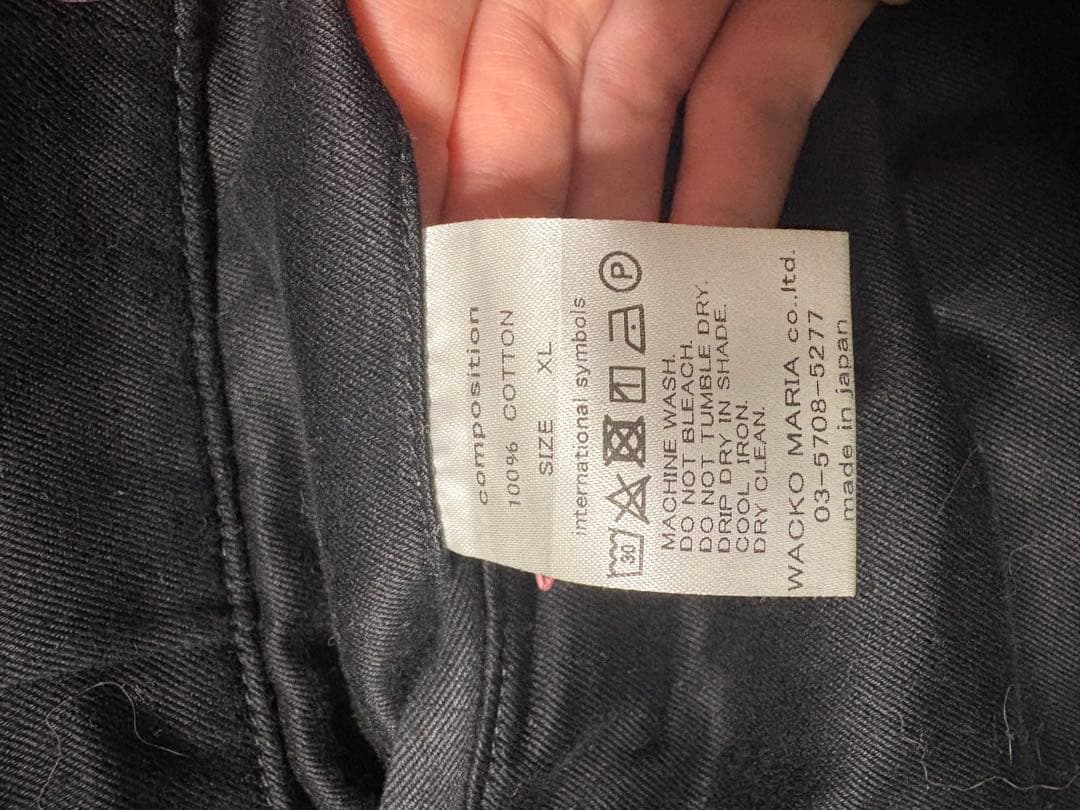 composition
100% COTTON
SIZE XL
international symbols
30 P
MACHINE WASH.
DO NOT BLEACH.
DO NOT TUMBLE DRY.
DRIP DRY IN SHADE.
COOL IRON.
DRY CLEAN.
WACKO MARIA co.,ltd.
03-5708-5277
made in japan